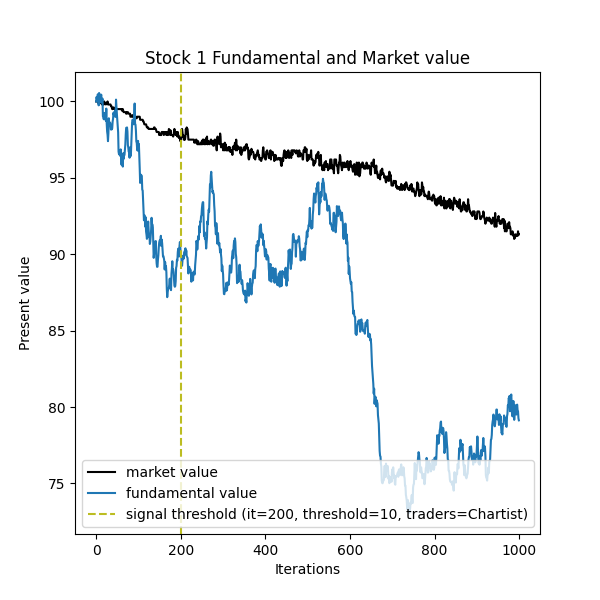 Stock 1 Fundamental and Market value
Present value
100
95
90
85
80
75
market value
fundamental value
signal threshold (it=200, threshold=10, traders=Chartist)
0 200 400 600 800 1000
Iterations